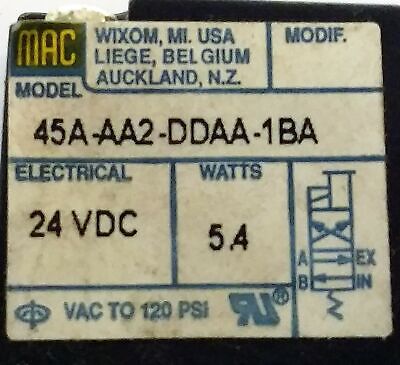 MAC
WIXOM, MI. USA
LIEGE, BELGIUM
AUCKLAND, N.Z.
MODIF.
MODEL
45A-AA2-DDAA-1BA
ELECTRICAL
WATTS
24 VDC
5.4
A EX
B IN
VAC TO 120 PSI
RU®